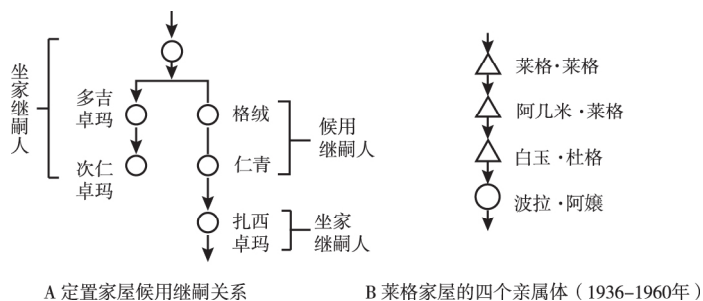 坐家继嗣人
多吉
卓玛
次仁
卓玛
格绒
仁青
候用
继嗣人
扎西
卓玛
坐家
继嗣人
A 定置家屋候用继嗣关系
莱格·莱格
阿几米·莱格
白玉·杜格
波拉·阿嬢
B 莱格家屋的四个亲属体（1936-1960年）